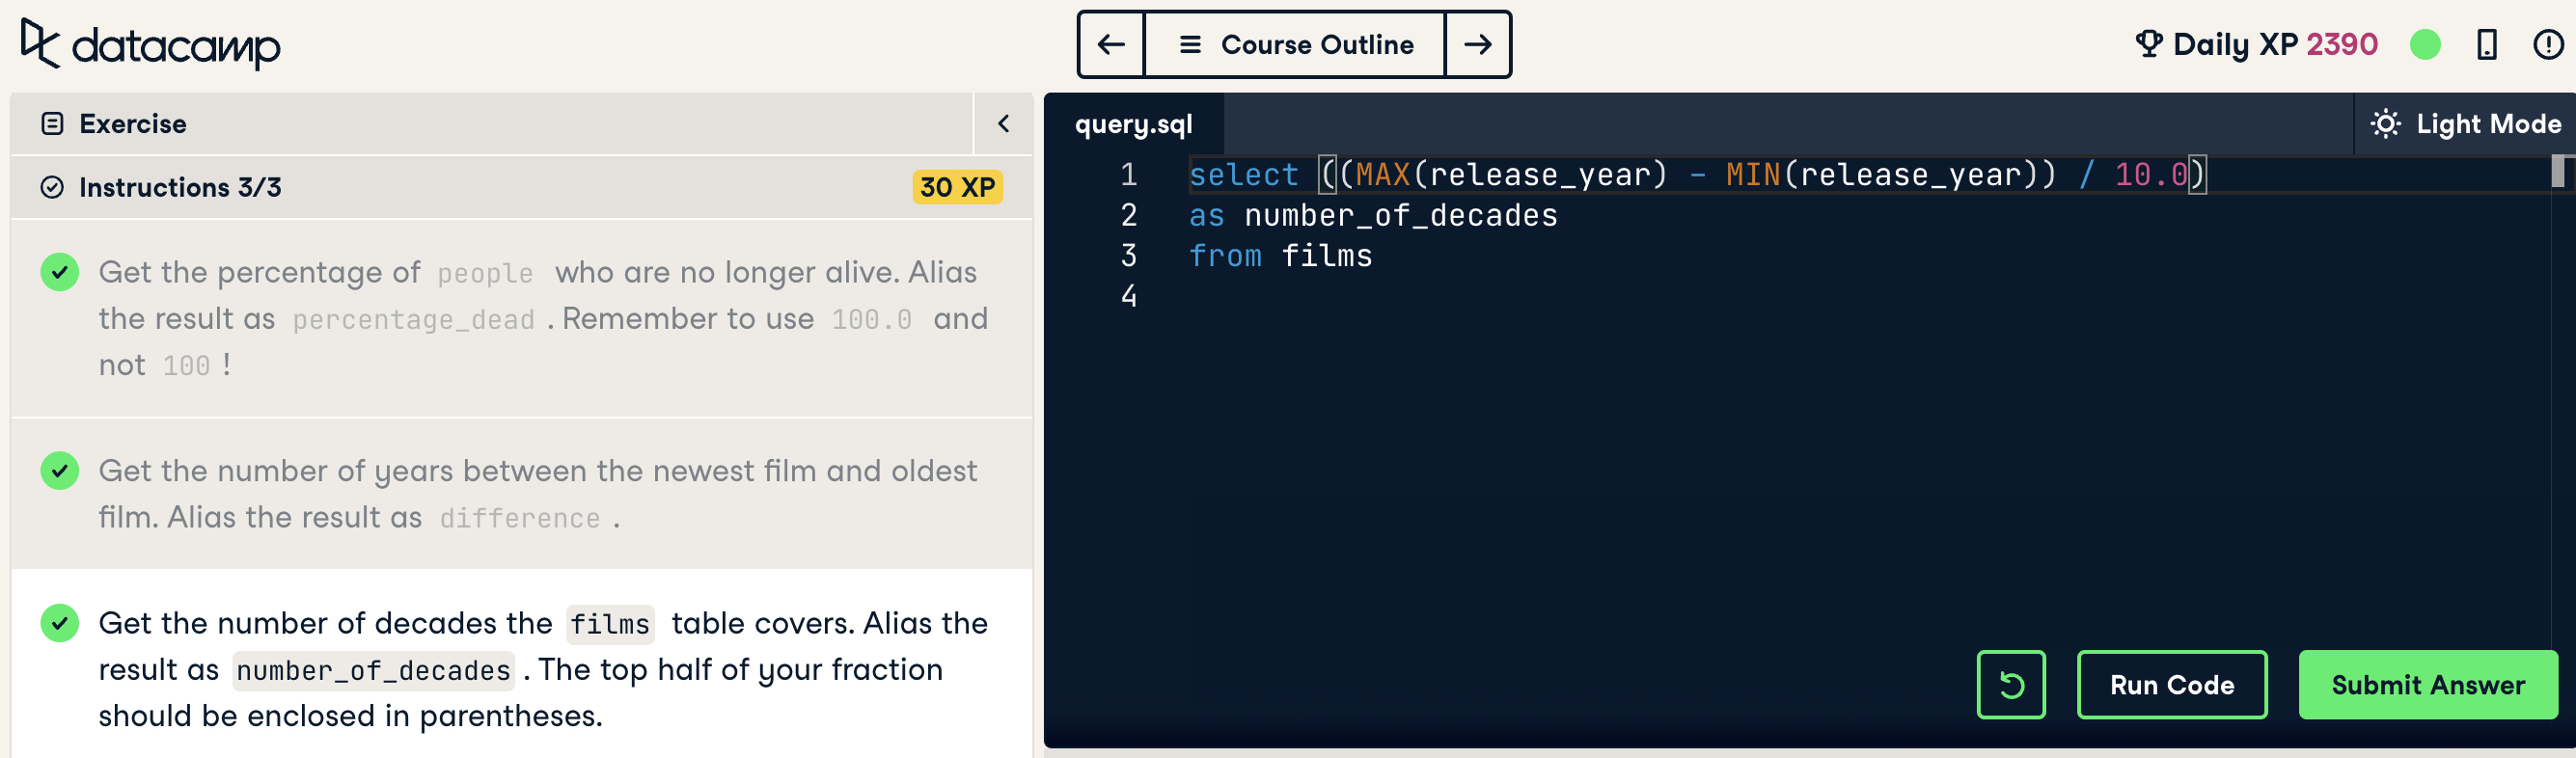 datacamp
Course Outline
Daily XP 2390
Exercise
Instructions 3/3
30 XP
Get the percentage of people who are no longer alive. Alias
the result as percentage_dead . Remember to use 100.0 and
not 100 !
Get the number of years between the newest film and oldest
film. Alias the result as difference .
Get the number of decades the films table covers. Alias the
result as number_of_decades . The top half of your fraction
should be enclosed in parentheses.
query.sql
Light Mode
1 select ((MAX(release_year) - MIN(release_year)) / 10.0)
2 as number_of_decades
3 from films
4
Run Code
Submit Answer